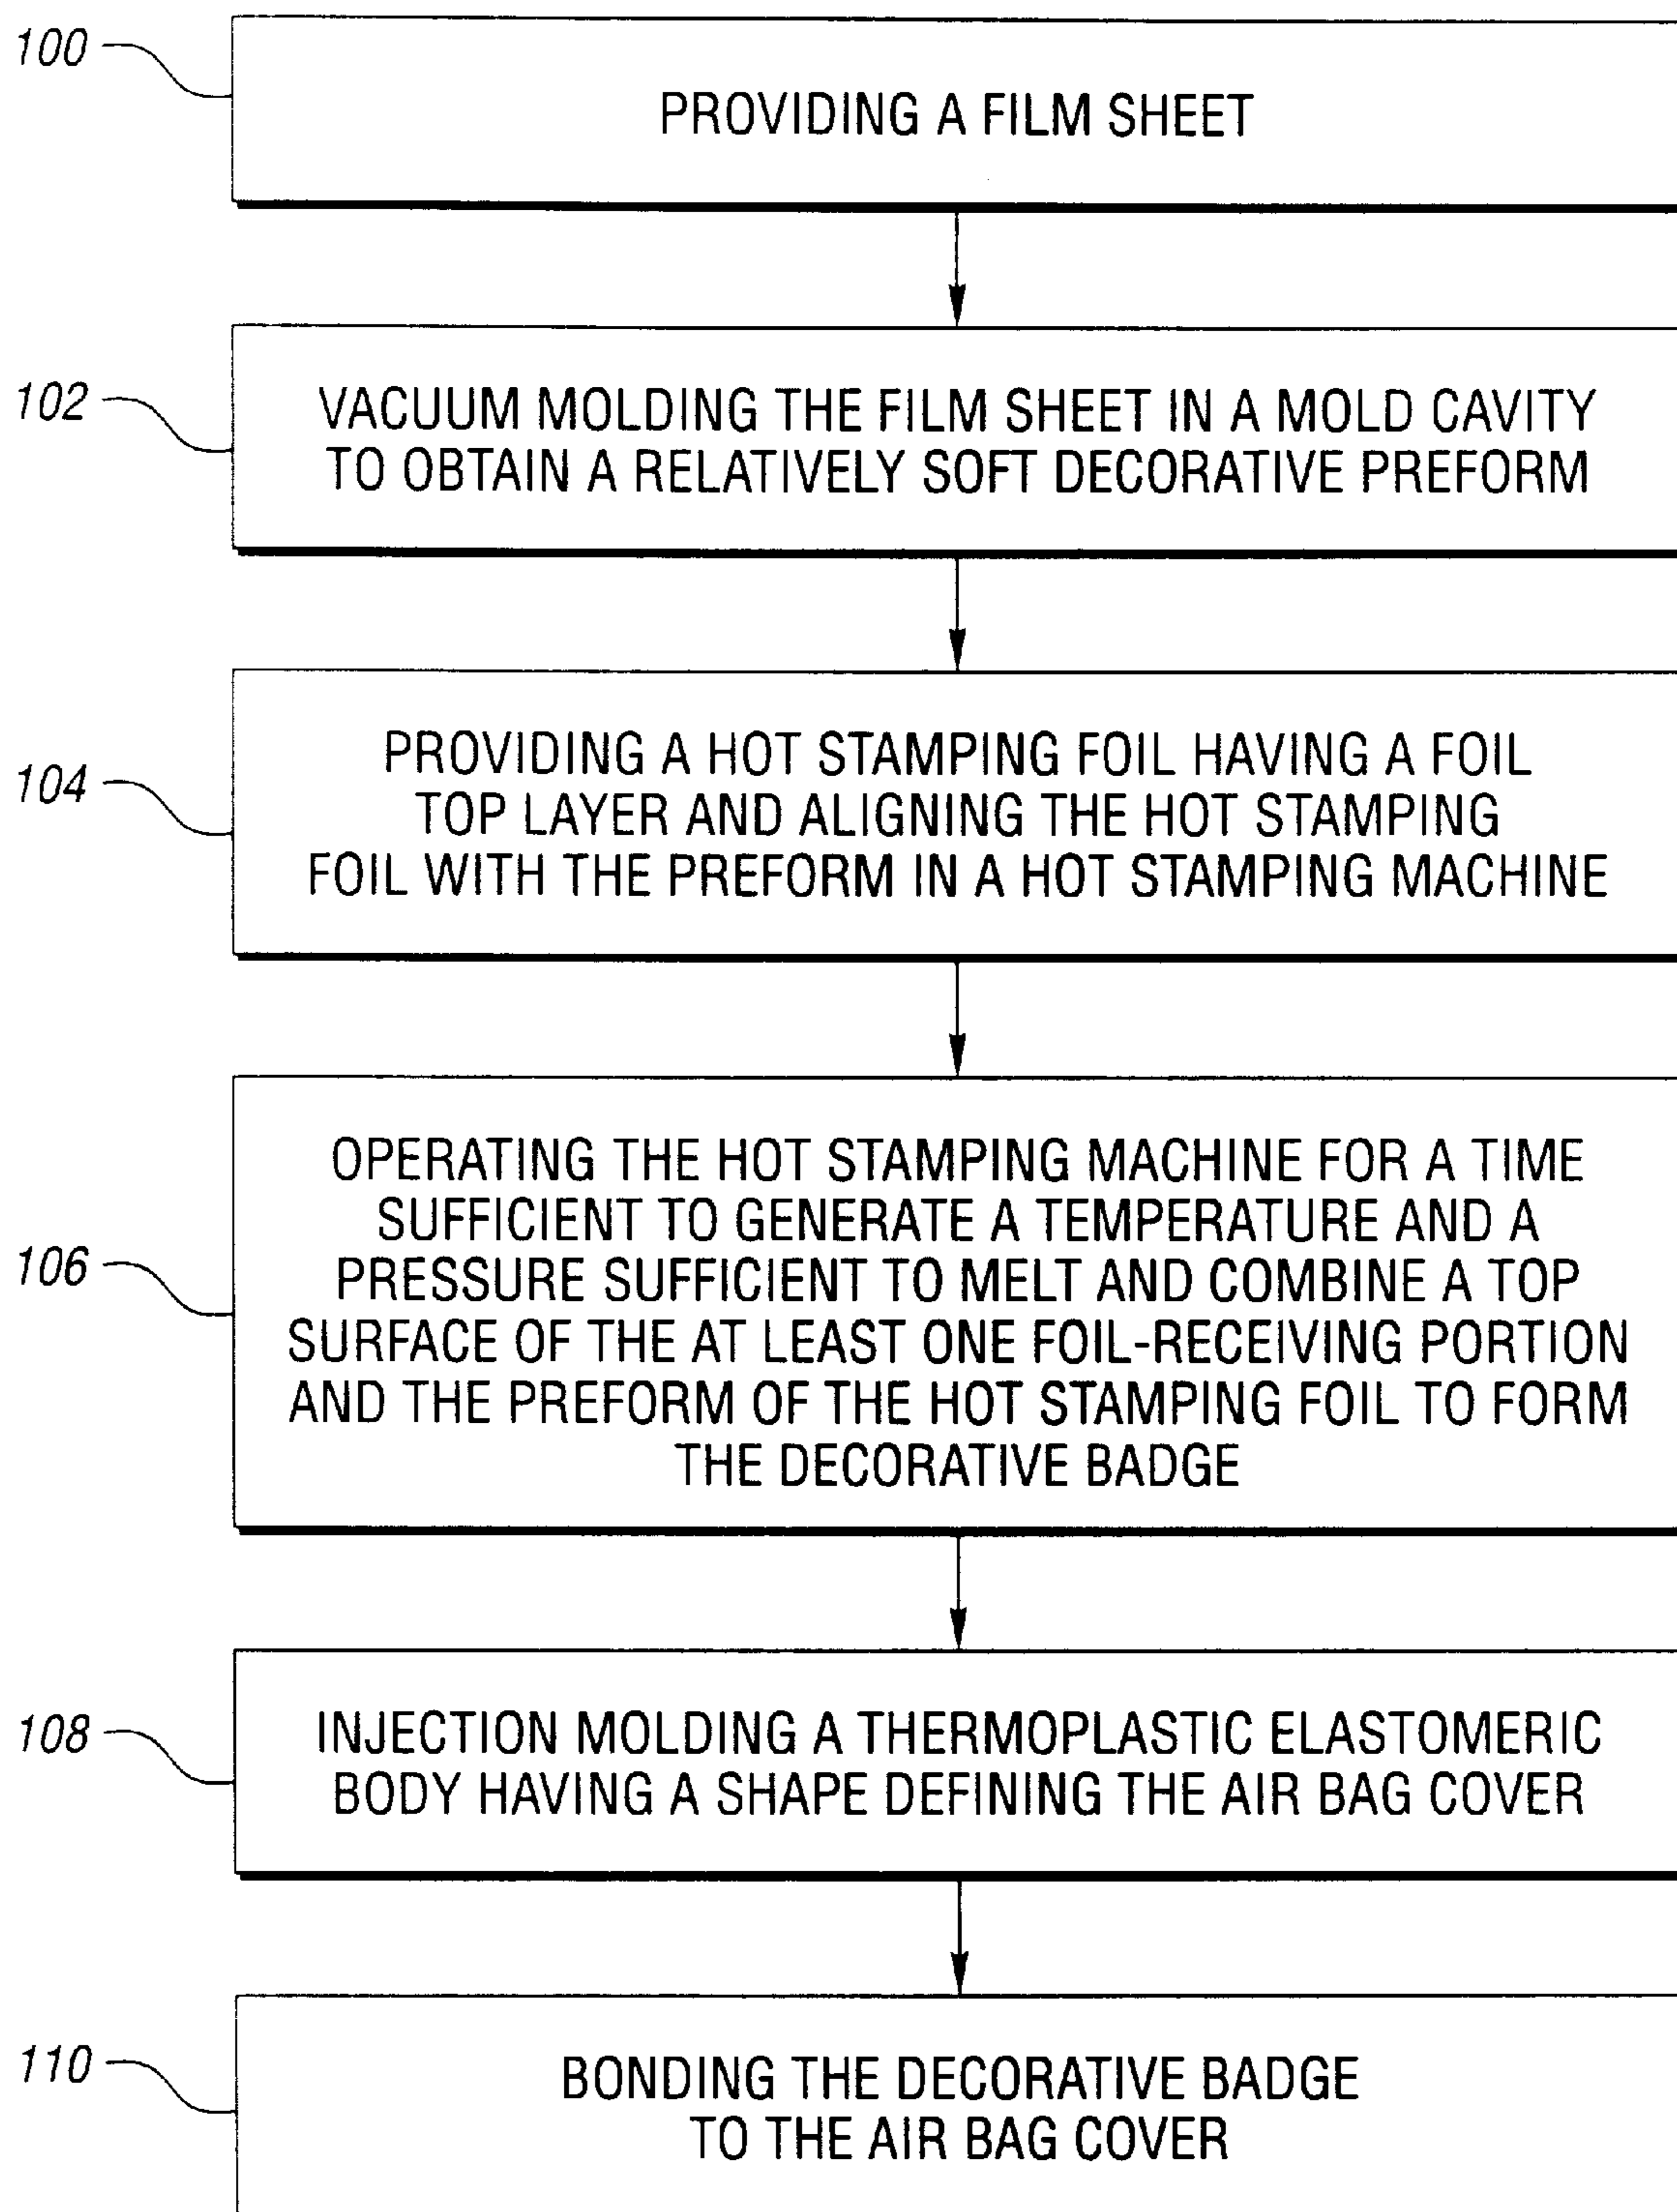 100
PROVIDING A FILM SHEET
102
VACUUM MOLDING THE FILM SHEET IN A MOLD CAVITY
TO OBTAIN A RELATIVELY SOFT DECORATIVE PREFORM
104
PROVIDING A HOT STAMPING FOIL HAVING A FOIL
TOP LAYER AND ALIGNING THE HOT STAMPING
FOIL WITH THE PREFORM IN A HOT STAMPING MACHINE
106
OPERATING THE HOT STAMPING MACHINE FOR A TIME
SUFFICIENT TO GENERATE A TEMPERATURE AND A
PRESSURE SUFFICIENT TO MELT AND COMBINE A TOP
SURFACE OF THE AT LEAST ONE FOIL-RECEIVING PORTION
AND THE PREFORM OF THE HOT STAMPING FOIL TO FORM
THE DECORATIVE BADGE
108
INJECTION MOLDING A THERMOPLASTIC ELASTOMERIC
BODY HAVING A SHAPE DEFINING THE AIR BAG COVER
110
BONDING THE DECORATIVE BADGE
TO THE AIR BAG COVER